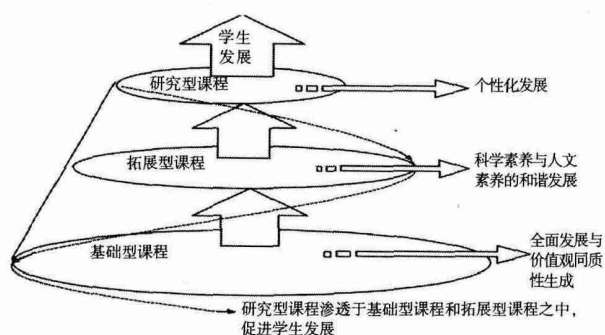 学生
发展
研究型课程
个性化发展
拓展型课程
科学素养与人文
素养的和谐发展
基础型课程
全面发展与
价值观同质
性生成
研究型课程渗透于基础型课程和拓展型课程之中，
促进学生发展